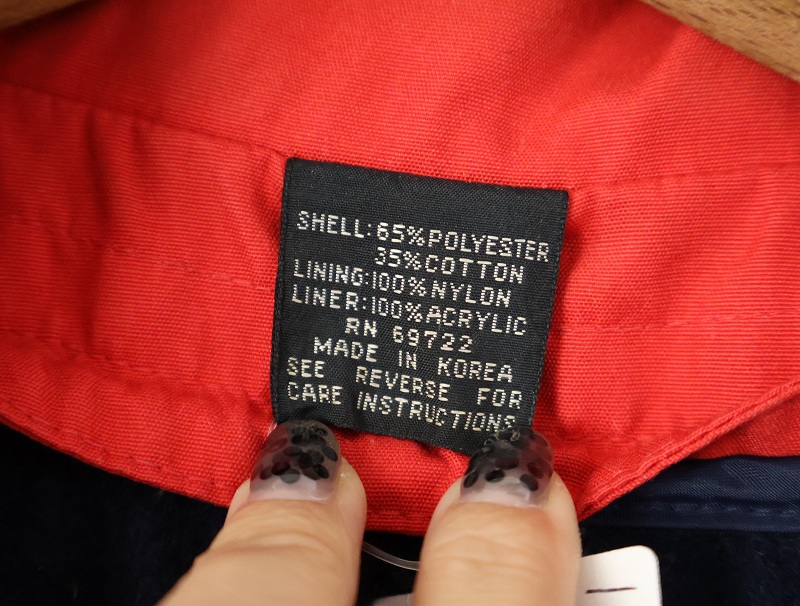 SHELL: 65% POLYESTER
35% COTTON
LINING: 100% NYLON
LINER: 100% ACRYLIC
RN 69722
MADE IN KOREA
SEE REVERSE FOR
CARE INSTRUCTIONS